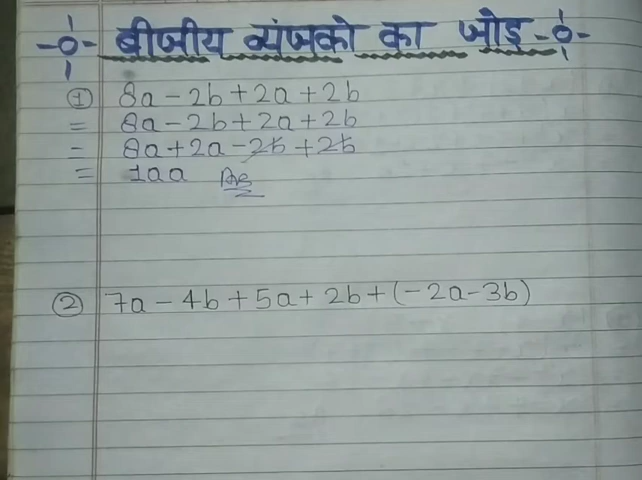 बीजीय व्यंजको का जोड़
① 8a - 2b + 2a + 2b
= 8a - 2b + 2a + 2b
= 8a + 2a - 2b + 2b
= 10a Ans
② 7a - 4b + 5a + 2b + (-2a - 3b)